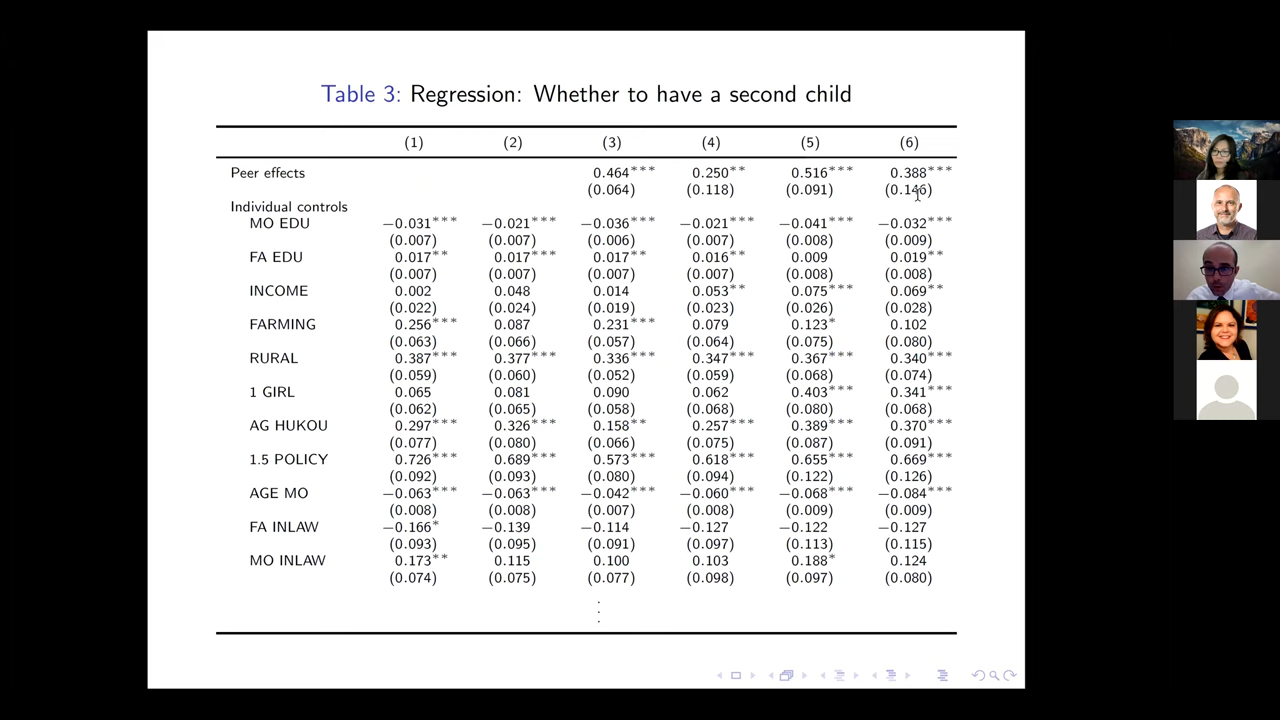 Table 3: Regression: Whether to have a second child
(1) (2) (3) (4) (5) (6)
Peer effects 0.464*** 0.250** 0.516*** 0.388***
(0.064) (0.118) (0.091) (0.146)
Individual controls
MO EDU −0.031*** −0.021*** −0.036*** −0.021*** −0.041*** −0.032***
(0.007) (0.007) (0.006) (0.007) (0.008) (0.009)
FA EDU 0.017** 0.017*** 0.017** 0.016** 0.009 0.019**
(0.007) (0.007) (0.007) (0.007) (0.008) (0.008)
INCOME 0.002 0.048 0.014 0.053** 0.075*** 0.069**
(0.022) (0.024) (0.019) (0.023) (0.026) (0.028)
FARMING 0.256*** 0.087 0.231*** 0.079 0.123* 0.102
(0.063) (0.066) (0.057) (0.064) (0.075) (0.080)
RURAL 0.387*** 0.377*** 0.336*** 0.347*** 0.367*** 0.340***
(0.059) (0.060) (0.052) (0.059) (0.068) (0.074)
1 GIRL 0.065 0.081 0.090 0.062 0.403*** 0.341***
(0.062) (0.065) (0.058) (0.068) (0.080) (0.068)
AG HUKOU 0.297*** 0.326*** 0.158** 0.257*** 0.389*** 0.370***
(0.077) (0.080) (0.066) (0.075) (0.087) (0.091)
1.5 POLICY 0.726*** 0.689*** 0.573*** 0.618*** 0.655*** 0.669***
(0.092) (0.093) (0.080) (0.094) (0.122) (0.126)
AGE MO −0.063*** −0.063*** −0.042*** −0.060*** −0.068*** −0.084***
(0.008) (0.008) (0.007) (0.008) (0.009) (0.009)
FA INLAW −0.166* −0.139 −0.114 −0.127 −0.122 −0.127
(0.093) (0.095) (0.091) (0.097) (0.113) (0.115)
MO INLAW 0.173** 0.115 0.100 0.103 0.188* 0.124
(0.074) (0.075) (0.077) (0.098) (0.097) (0.080)
⋮